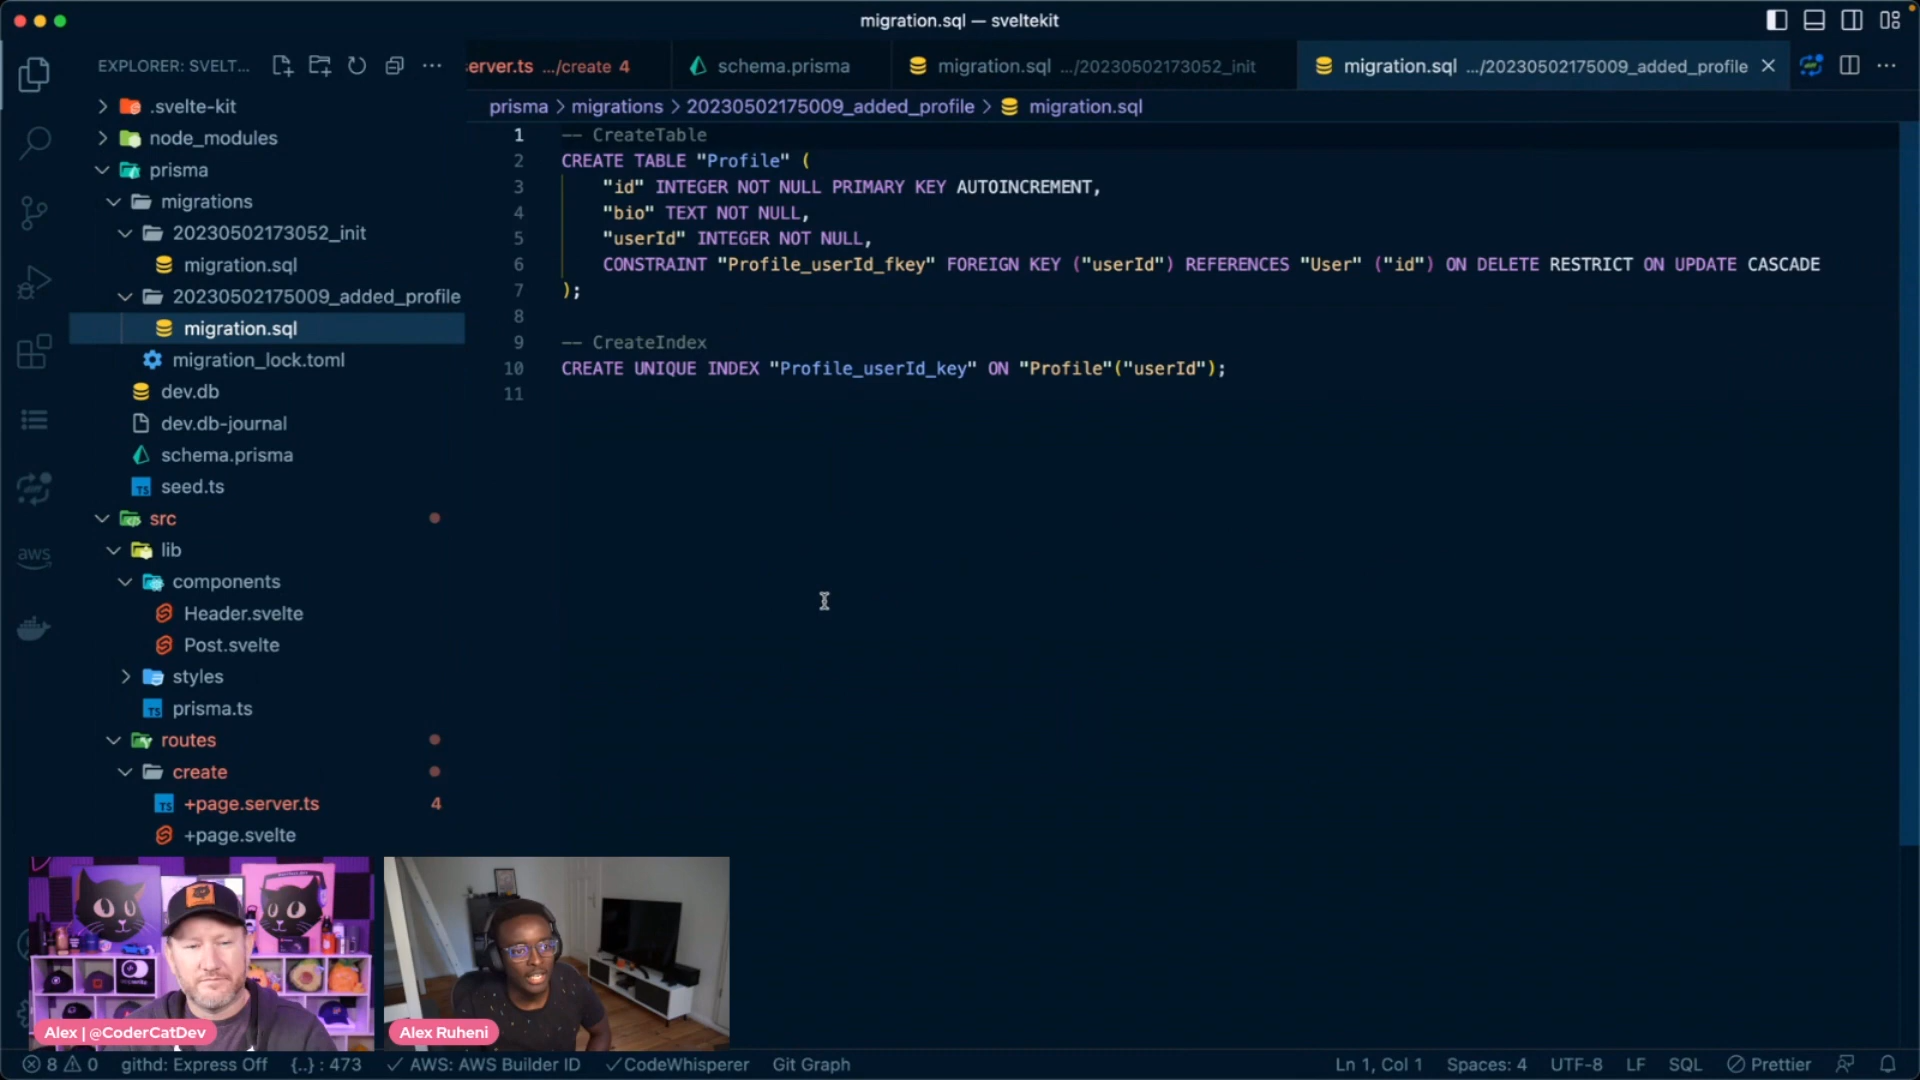 migration.sql — sveltekit
EXPLORER: SVELT...
erver.ts .../create 4
schema.prisma
migration.sql .../20230502173052_init
migration.sql .../20230502175009_added_profile
prisma > migrations > 20230502175009_added_profile > migration.sql
.svelte-kit
node_modules
prisma
migrations
20230502173052_init
migration.sql
20230502175009_added_profile
migration.sql
migration_lock.toml
dev.db
dev.db-journal
schema.prisma
seed.ts
src
lib
components
Header.svelte
Post.svelte
styles
prisma.ts
routes
create
+page.server.ts 4
+page.svelte
aws
1 -- CreateTable
2 CREATE TABLE "Profile" (
3 "id" INTEGER NOT NULL PRIMARY KEY AUTOINCREMENT,
4 "bio" TEXT NOT NULL,
5 "userId" INTEGER NOT NULL,
6 CONSTRAINT "Profile_userId_fkey" FOREIGN KEY ("userId") REFERENCES "User" ("id") ON DELETE RESTRICT ON UPDATE CASCADE
7 );
8
9 -- CreateIndex
10 CREATE UNIQUE INDEX "Profile_userId_key" ON "Profile"("userId");
11
Alex | @CoderCatDev
Alex Ruheni
8 0 githd: Express Off {..} : 473 AWS: AWS Builder ID CodeWhisperer Git Graph Ln 1, Col 1 Spaces: 4 UTF-8 LF SQL Prettier